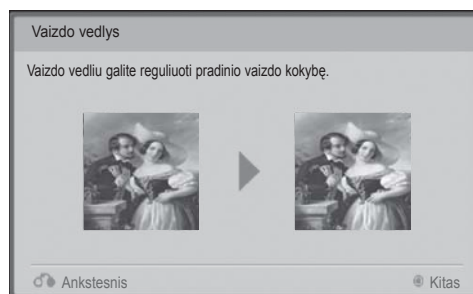 Vaizdo vedlys
Vaizdo vedliu galite reguliuoti pradinio vaizdo kokybę.
Ankstesnis
Kitas